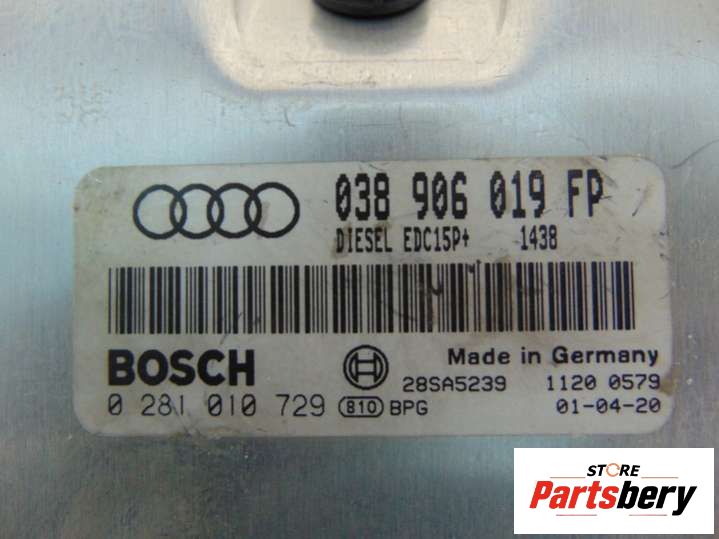 038 906 019 FP
DIESEL EDC15P+ 1438
BOSCH
Made in Germany
28SA5239 1120 0579
0 281 010 729 810 BPG 01-04-20
STORE
Partsbery